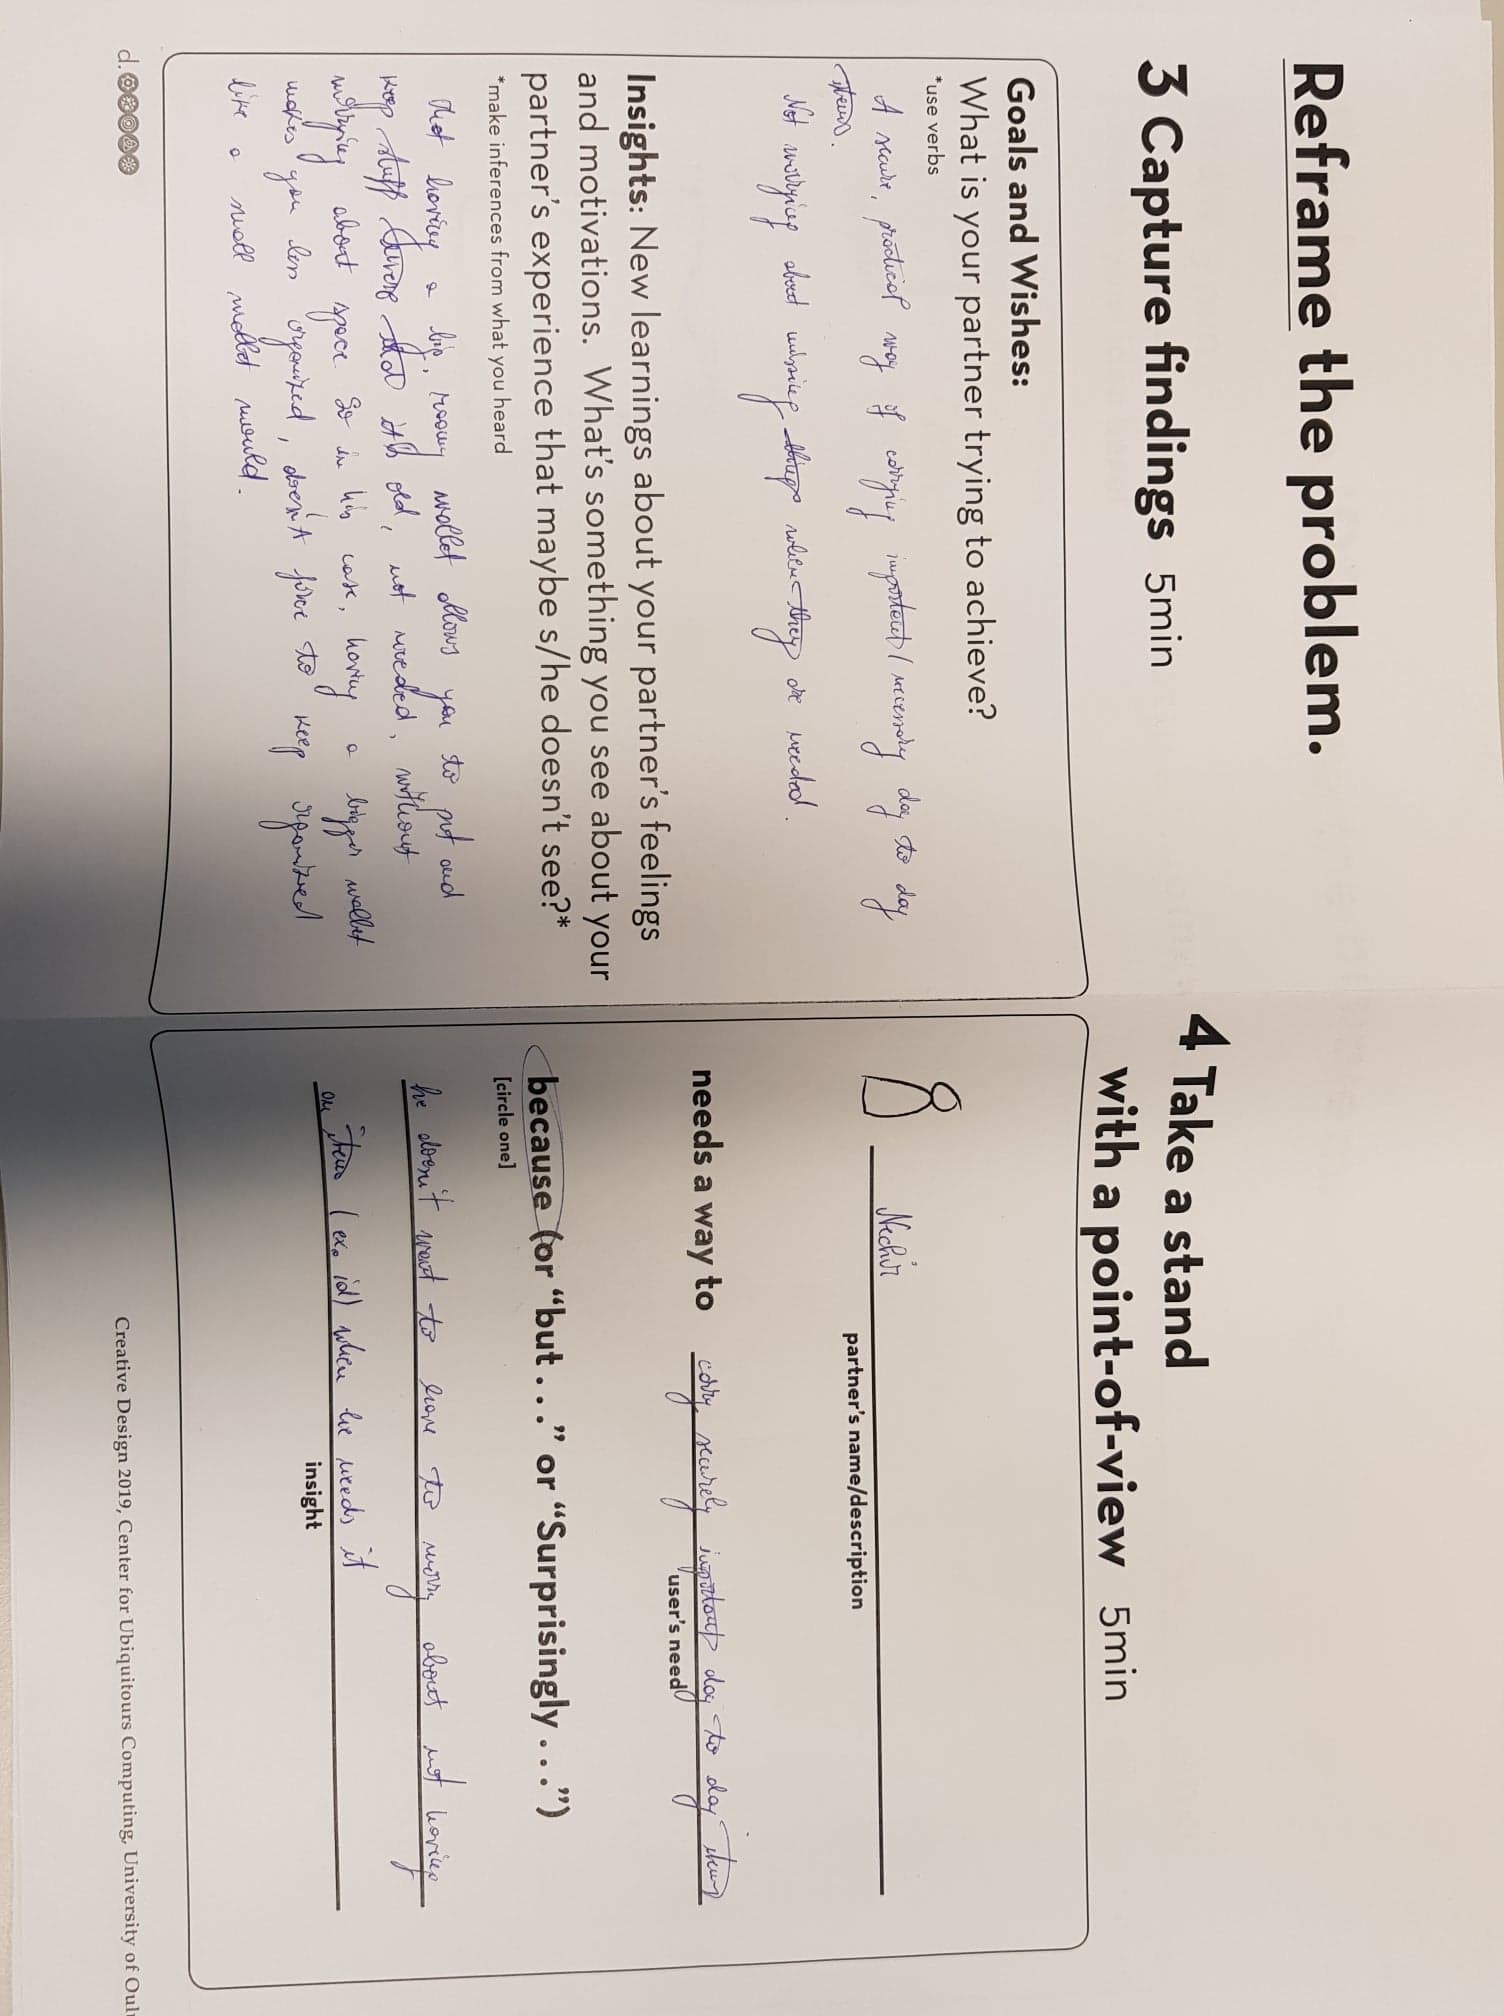 Reframe the problem.
3 Capture findings 5min
Goals and Wishes:
What is your partner trying to achieve?
*use verbs
A secure, practical way of carrying important / necessary day to day
items.
Not worrying about missing things when they are needed.
Insights: New learnings about your partner's feelings
and motivations. What's something you see about your
partner's experience that maybe s/he doesn't see?*
*make inferences from what you heard
that having a big, roomy wallet allows you to put and
keep stuff that it's old, not needed, without
worrying about space. So in his case, having a bigger wallet
makes you less organized, doesn't force to keep organized
like a small wallet would.
d.
4 Take a stand
with a point-of-view 5min
Nechir
partner's name/description
needs a way to carry securely important day to day items
user's need
because (or "but . . ." or "Surprisingly . . .")
[circle one]
he doesn't want to have to worry about not having
an item (ex. id) when he needs it
insight
Creative Design 2019, Center for Ubiquitours Computing, University of Oulu